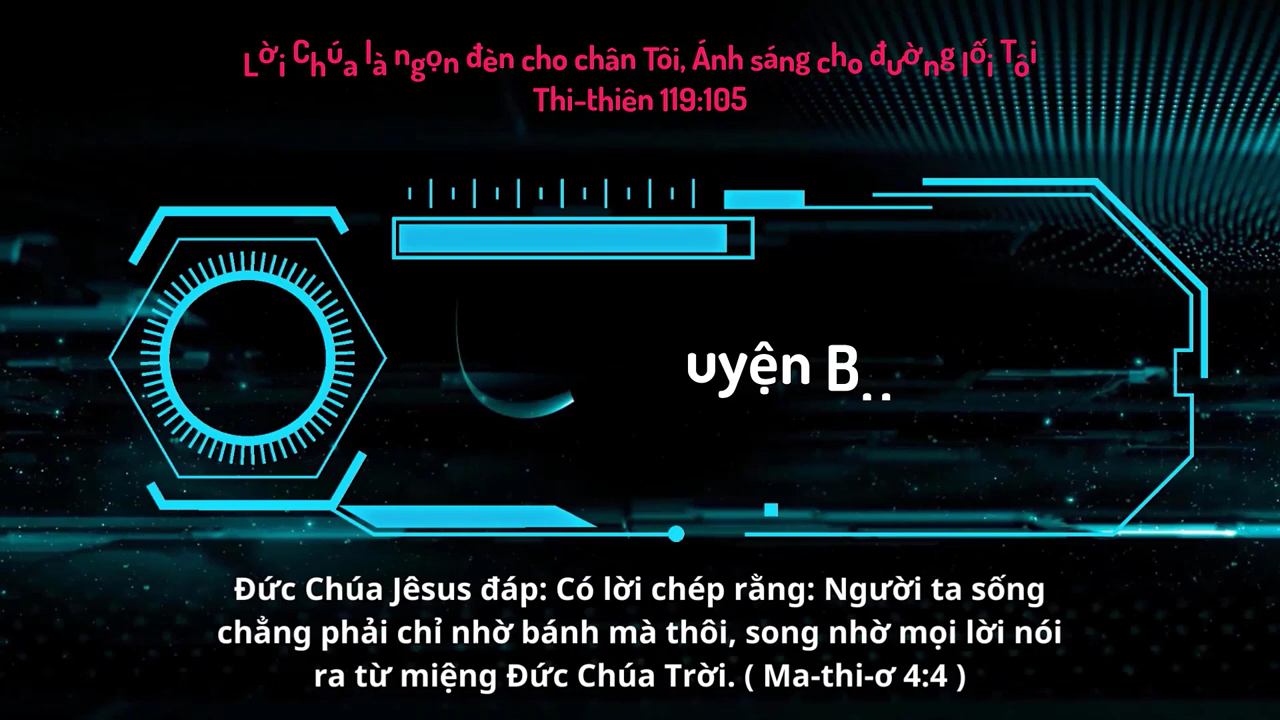 Lời Chúa là ngọn đèn cho chân Tôi, Ánh sáng cho đường lối Tôi
Thi-thiên 119:105
uyện B
Đức Chúa Jêsus đáp: Có lời chép rằng: Người ta sống
chẳng phải chỉ nhờ bánh mà thôi, song nhờ mọi lời nói
ra từ miệng Đức Chúa Trời. ( Ma-thi-ơ 4:4 )